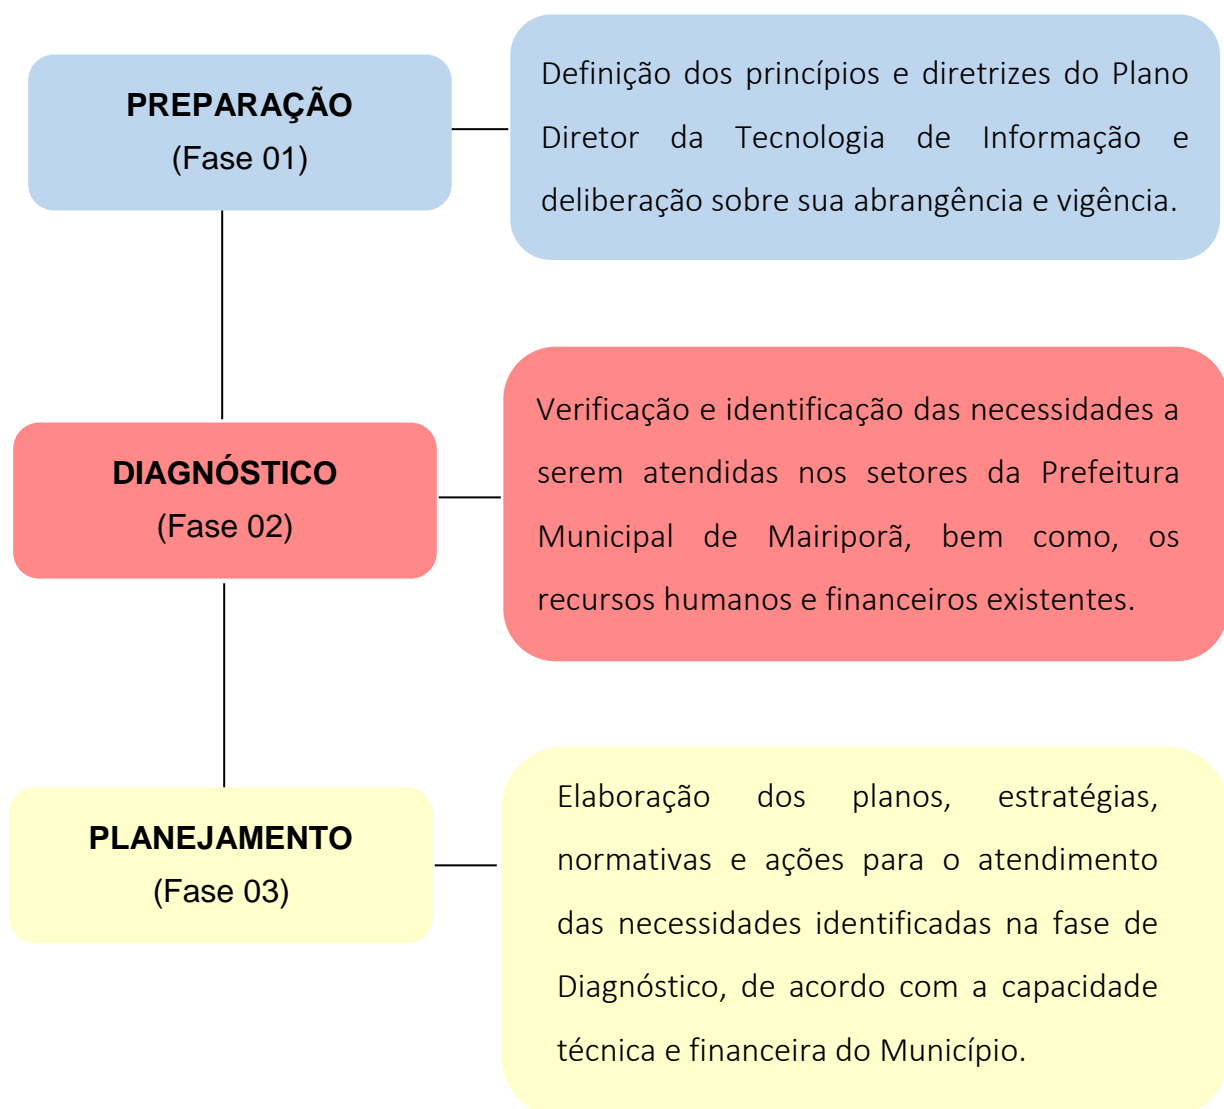 PREPARAÇÃO
(Fase 01)
Definição dos princípios e diretrizes do Plano
Diretor da Tecnologia de Informação e
deliberação sobre sua abrangência e vigência.
DIAGNÓSTICO
(Fase 02)
Verificação e identificação das necessidades a
serem atendidas nos setores da Prefeitura
Municipal de Mairiporã, bem como, os
recursos humanos e financeiros existentes.
PLANEJAMENTO
(Fase 03)
Elaboração dos planos, estratégias,
normativas e ações para o atendimento
das necessidades identificadas na fase de
Diagnóstico, de acordo com a capacidade
técnica e financeira do Município.